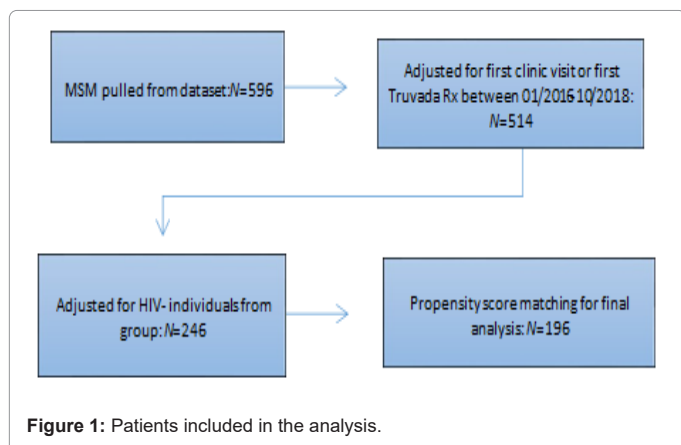 MSM pulled from dataset:N=596
Adjusted for first clinic visit or first
Truvada Rx between 01/2016-10/2018:
N=514
Adjusted for HIV- individuals from
group: N=246
Propensity score matching for final
analysis: N=196
Figure 1: Patients included in the analysis.